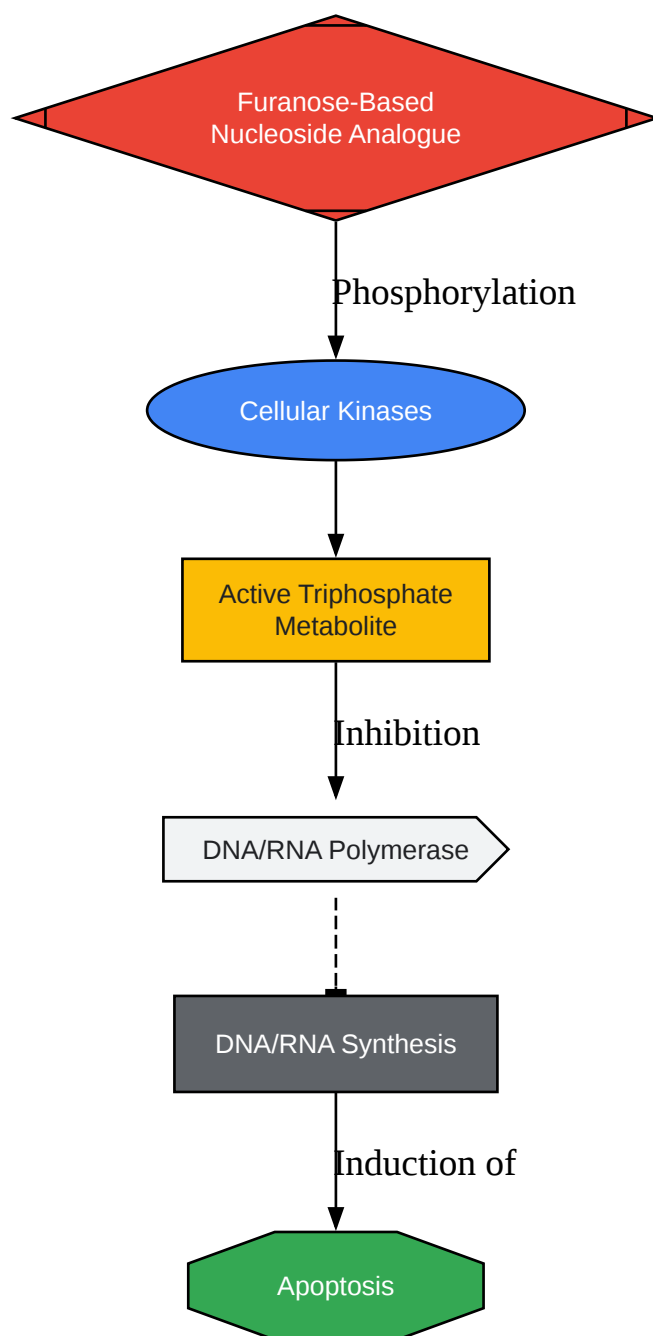 Furanose-Based
Nucleoside Analogue
Phosphorylation
Cellular Kinases
Active Triphosphate
Metabolite
Inhibition
DNA/RNA Polymerase
DNA/RNA Synthesis
Induction of
Apoptosis